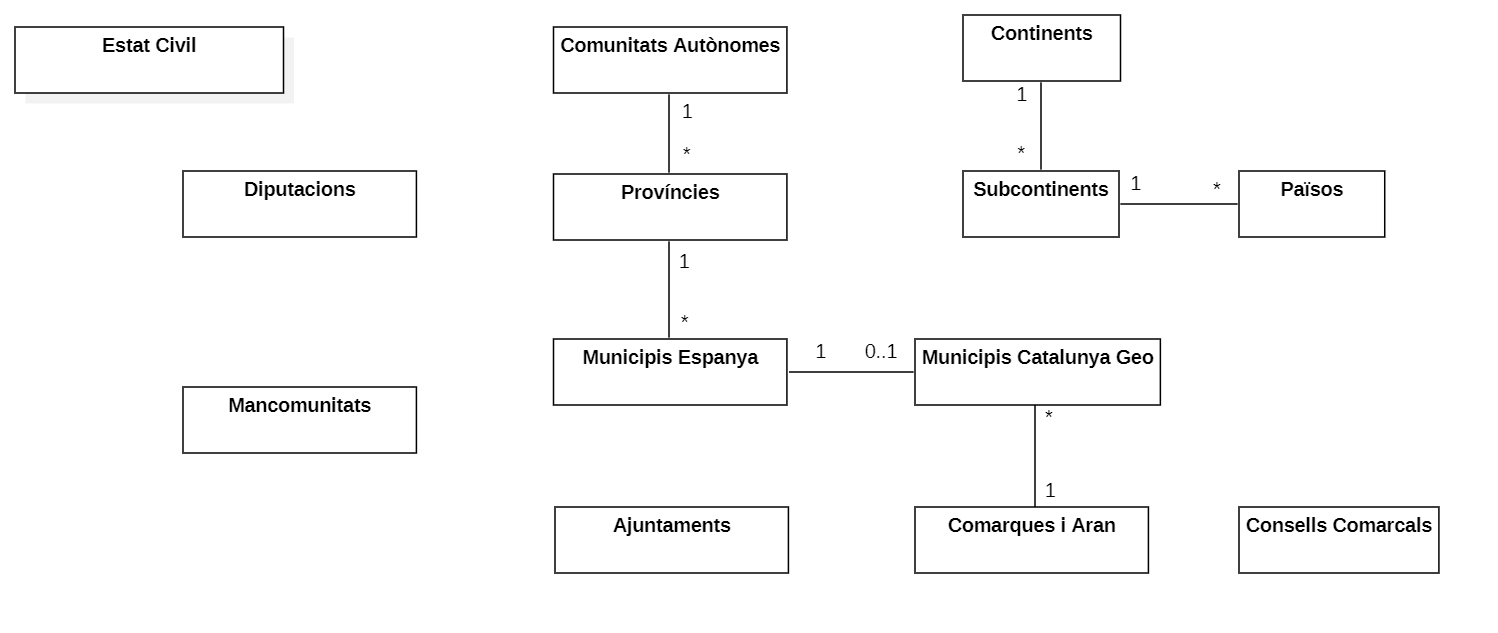 Estat Civil
Comunitats Autònomes
Continents
1
*
1
*
Diputacions
Províncies
Subcontinents
1
*
Països
1
*
Municipis Espanya
1
0..1
Municipis Catalunya Geo
Mancomunitats
*
1
Ajuntaments
Comarques i Aran
Consells Comarcals